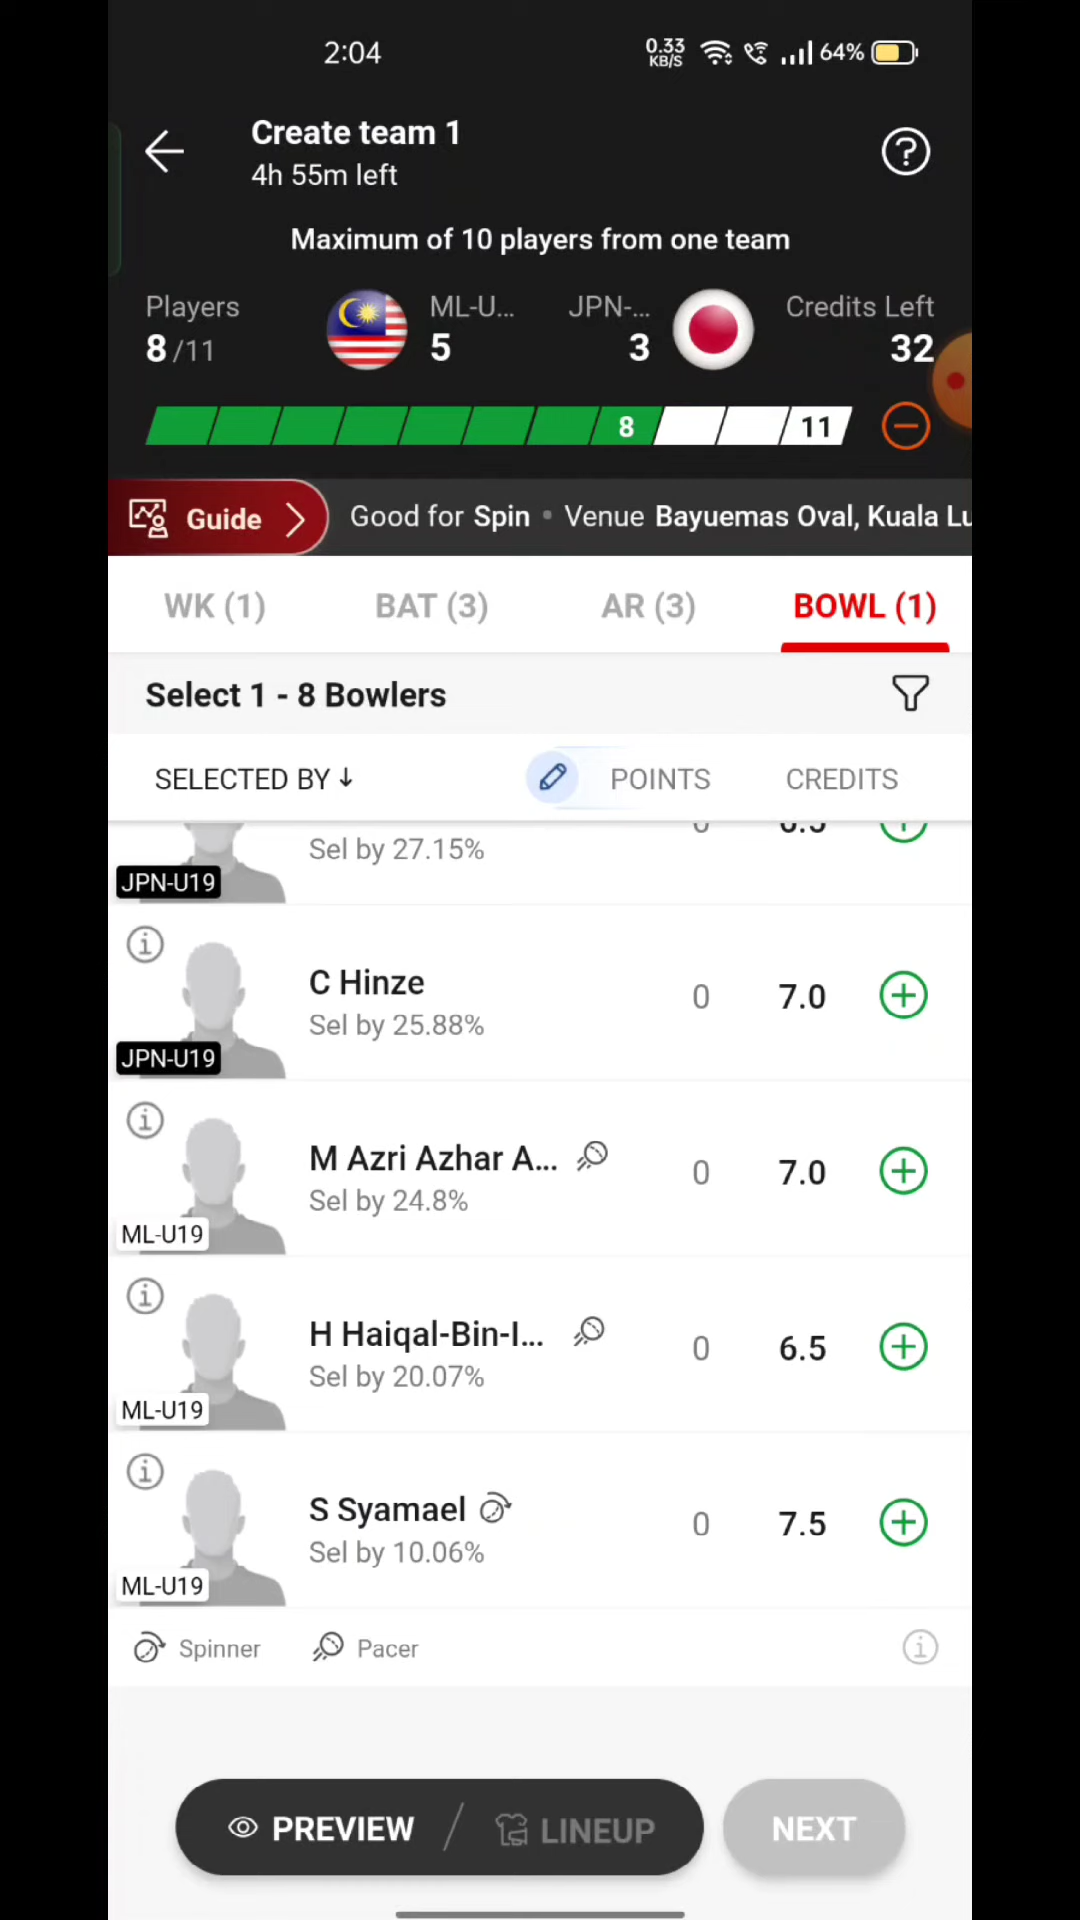 2:04
0.33
KB/S
64%
Create team 1
4h 55m left
Maximum of 10 players from one team
Players
8/11
ML-U...
5
JPN-...
3
Credits Left
32
8
11
Guide
Good for Spin • Venue Bayuemas Oval, Kuala Lu
WK (1)
BAT (3)
AR (3)
BOWL (1)
Select 1 - 8 Bowlers
SELECTED BY ↓
POINTS
CREDITS
Sel by 27.15%
JPN-U19
C Hinze
Sel by 25.88%
0
7.0
JPN-U19
M Azri Azhar A...
Sel by 24.8%
0
7.0
ML-U19
H Haiqal-Bin-I...
Sel by 20.07%
0
6.5
ML-U19
S Syamael
Sel by 10.06%
0
7.5
ML-U19
Spinner
Pacer
PREVIEW / LINEUP
NEXT